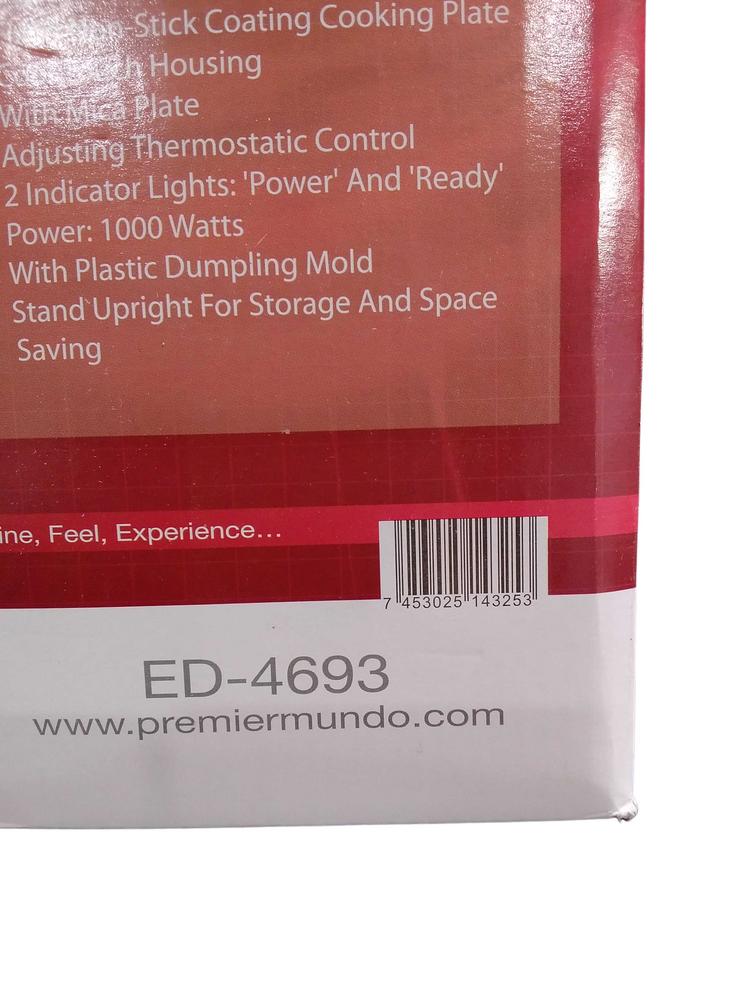 Non-Stick Coating Cooking Plate
Housing
With Mica Plate
Adjusting Thermostatic Control
2 Indicator Lights: 'Power' And 'Ready'
Power: 1000 Watts
With Plastic Dumpling Mold
Stand Upright For Storage And Space
Saving
ine, Feel, Experience...
7 453025 143253
ED-4693
www.premiermundo.com